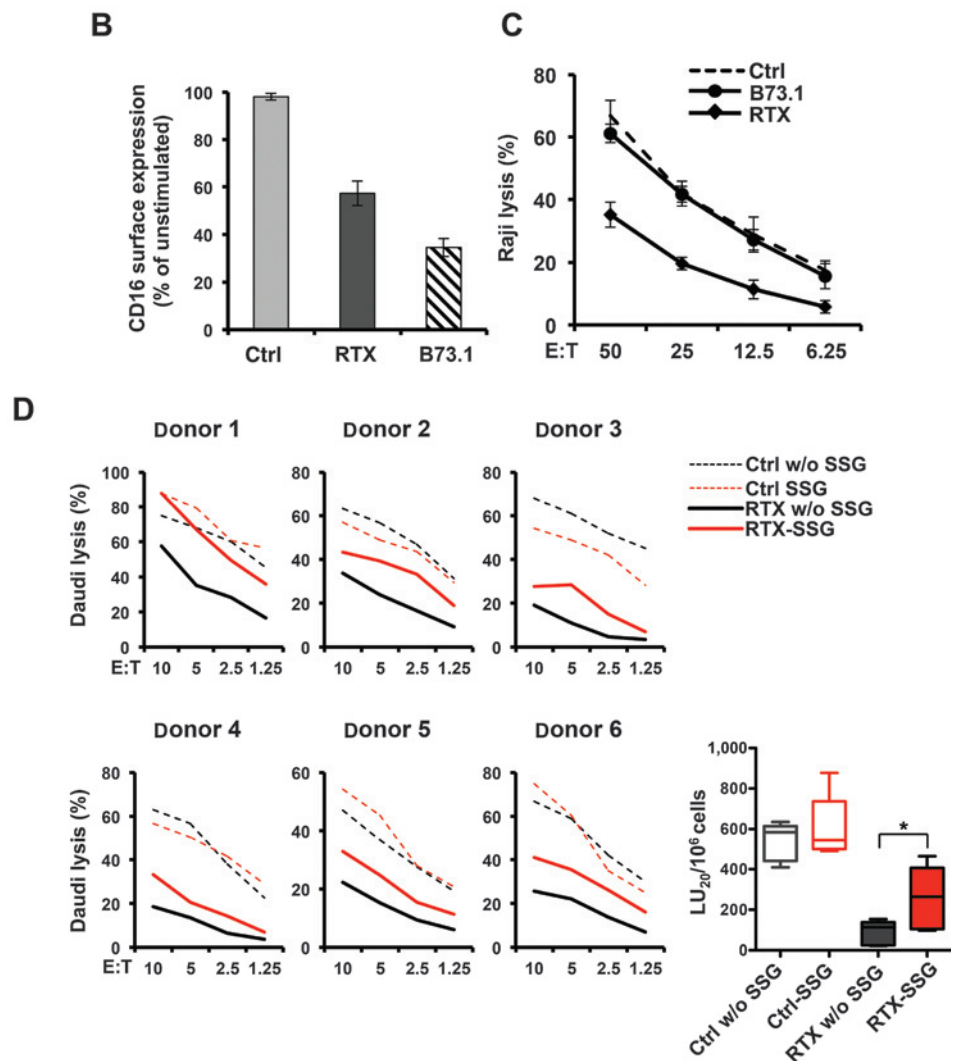 B
CD16 surface expression
(% of unstimulated)
100
80
60
40
20
0
Ctrl RTX B73.1
C
Raji lysis (%)
80
60
40
20
0
E:T 50 25 12.5 6.25
Ctrl
B73.1
RTX
D
Donor 1
Daudi lysis (%)
100
80
60
40
20
0
E:T 10 5 2.5 1.25
Donor 2
80
60
40
20
0
10 5 2.5 1.25
Donor 3
80
60
40
20
0
10 5 2.5 1.25
Ctrl w/o SSG
Ctrl SSG
RTX w/o SSG
RTX-SSG
Donor 4
Daudi lysis (%)
80
60
40
20
0
E:T 10 5 2.5 1.25
Donor 5
60
40
20
0
10 5 2.5 1.25
Donor 6
80
60
40
20
0
10 5 2.5 1.25
LU20/10^6 cells
1,000
800
600
400
200
0
*
Ctrl w/o SSG
Ctrl-SSG
RTX w/o SSG
RTX-SSG